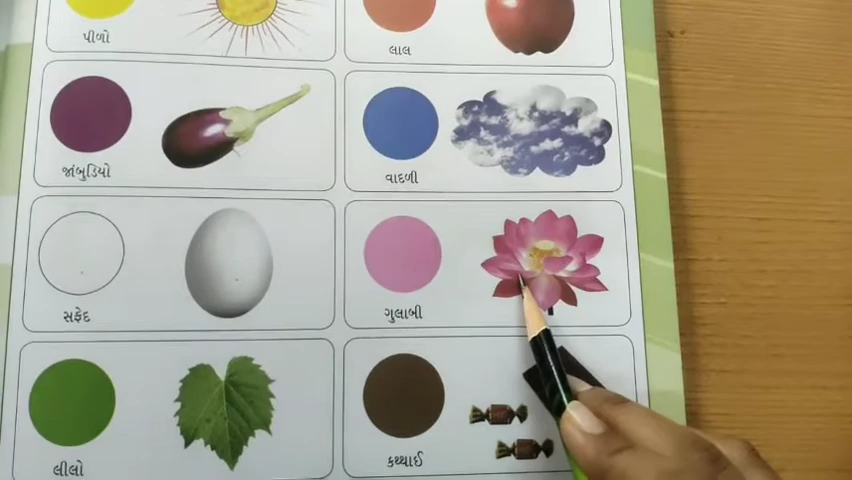 પીળો
લાલ
જાંબુડિયો
વાદળી
સફેદ
ગુલાબી
લીલો
કથ્થાઈ